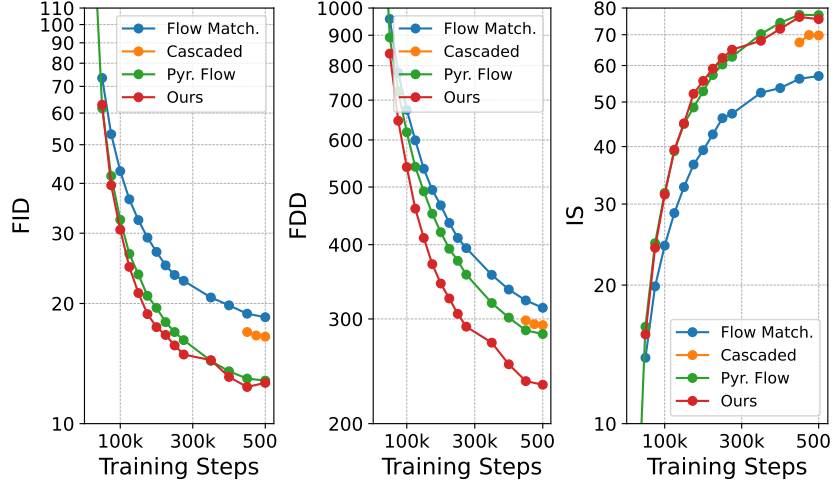 110
100
90
80
70
60
50
40
30
20
10
FID
100k
300k
500
Training Steps
Flow Match.
Cascaded
Pyr. Flow
Ours
1000
900
800
700
600
500
400
300
200
FDD
100k
300k
500
Training Steps
Flow Match.
Cascaded
Pyr. Flow
Ours
80
70
60
50
40
30
20
10
IS
100k
300k
500
Training Steps
Flow Match.
Cascaded
Pyr. Flow
Ours